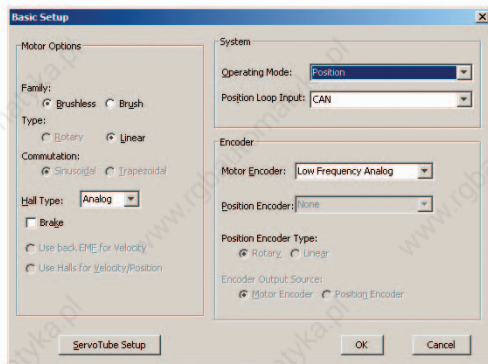 Basic Setup
Motor Options
Family:
Brushless
Brush
Type:
Rotary
Linear
Commutation:
Sinusoidal
Trapezoidal
Hall Type:
Analog
Brake
Use back EMF for Velocity
Use Halls for Velocity/Position
ServoTube Setup
System
Operating Mode:
Position
Position Loop Input:
CAN
Encoder
Motor Encoder:
Low Frequency Analog
Position Encoder:
None
Position Encoder Type:
Rotary
Linear
Encoder Output Source:
Motor Encoder
Position Encoder
OK
Cancel